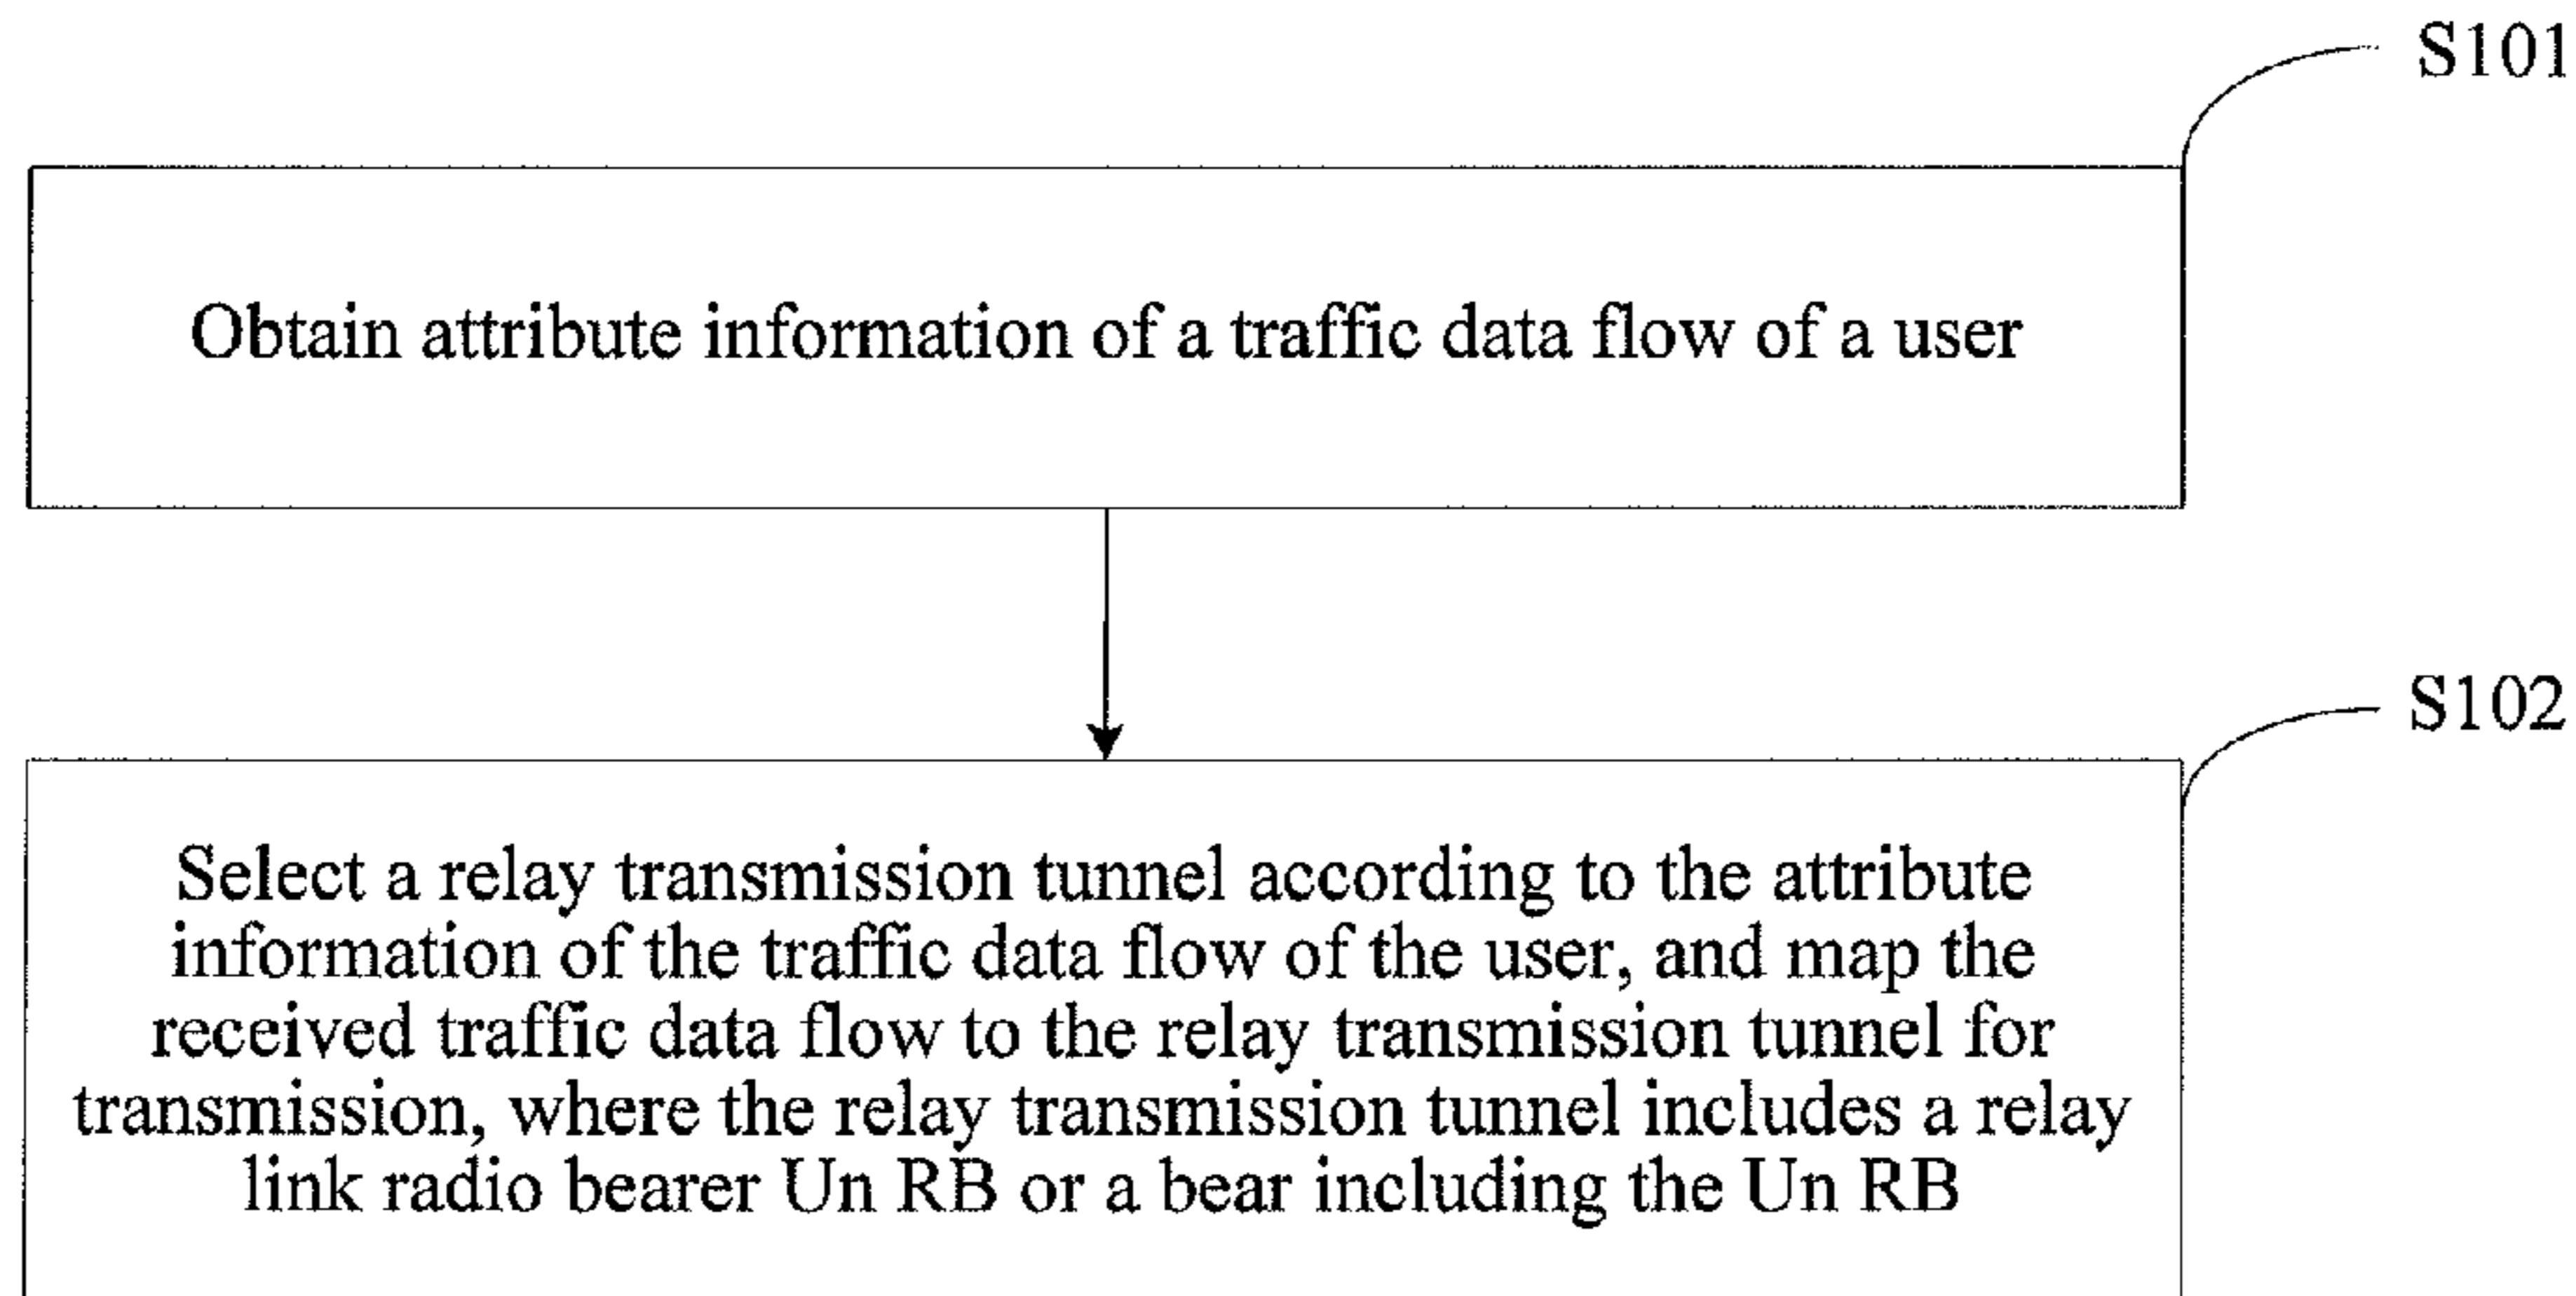 S101
Obtain attribute information of a traffic data flow of a user
S102
Select a relay transmission tunnel according to the attribute
information of the traffic data flow of the user, and map the
received traffic data flow to the relay transmission tunnel for
transmission, where the relay transmission tunnel includes a relay
link radio bearer Un RB or a bear including the Un RB